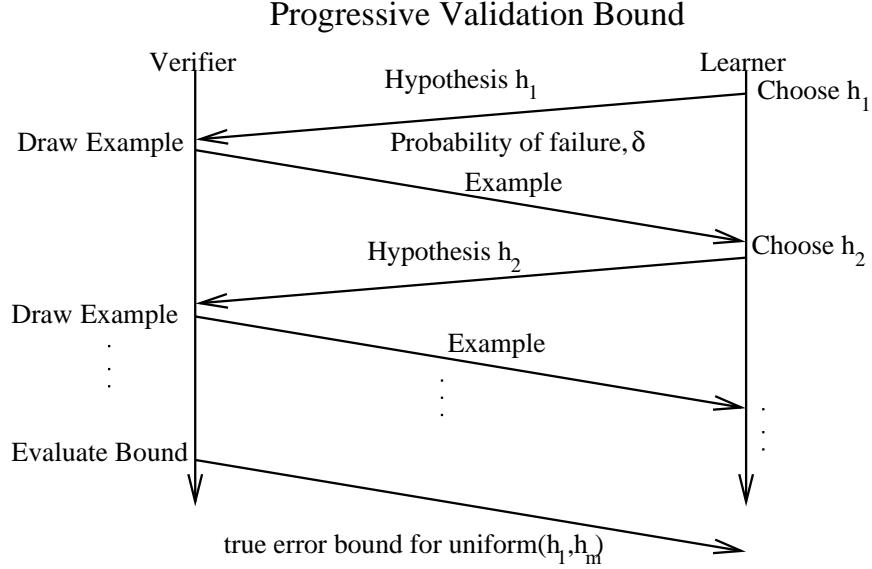 Progressive Validation Bound
Verifier
Learner
Hypothesis h₁
Choose h₁
Draw Example
Probability of failure, δ
Example
Hypothesis h₂
Choose h₂
Draw Example
Example
Evaluate Bound
true error bound for uniform(h₁,hₘ)